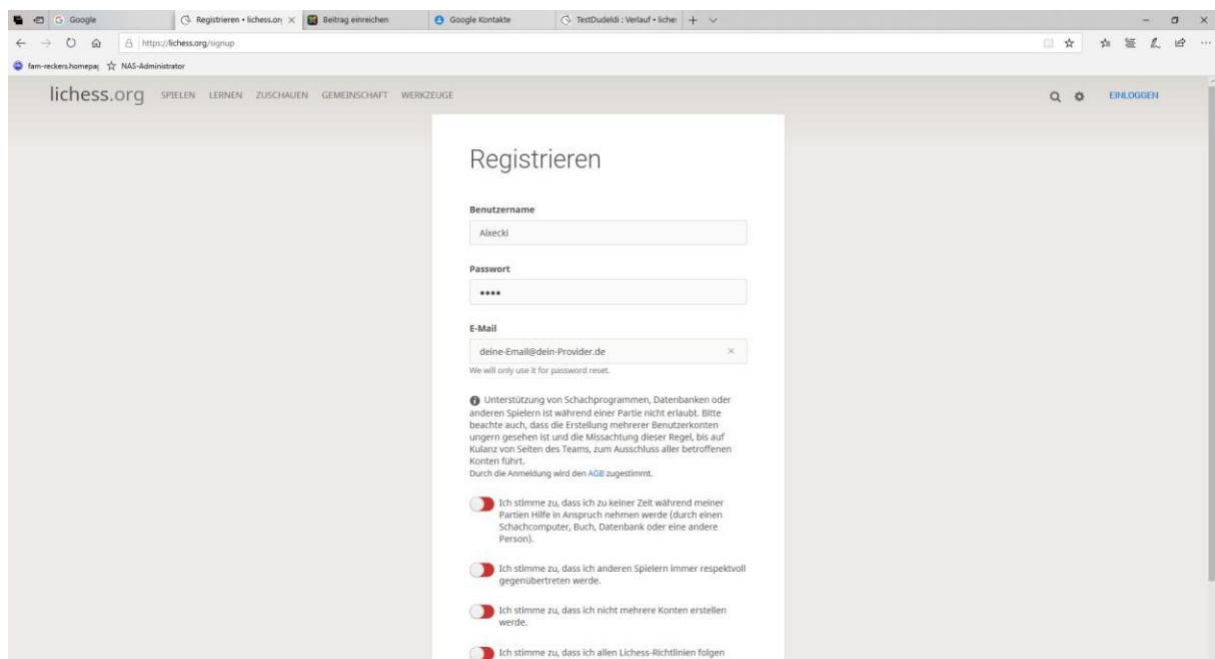 Google
Registrieren • lichess.org
Beitrag einreichen
Google Kontakte
TestDudeldi : Verlauf • liches
https://lichess.org/signup
fam-reckers.homepag
NAS-Administrator
lichess.org SPIELEN LERNEN ZUSCHAUEN GEMEINSCHAFT WERKZEUGE
EINLOGGEN
Registrieren
Benutzername
Aixecki
Passwort
••••
E-Mail
deine-Email@dein-Provider.de
We will only use it for password reset.
Unterstützung von Schachprogrammen, Datenbanken oder
anderen Spielern ist während einer Partie nicht erlaubt. Bitte
beachte auch, dass die Erstellung mehrerer Benutzerkonten
ungern gesehen ist und die Missachtung dieser Regel, bis auf
Kulanz von Seiten des Teams, zum Ausschluss aller betroffenen
Konten führt.
Durch die Anmeldung wird den AGB zugestimmt.
Ich stimme zu, dass ich zu keiner Zeit während meiner
Partien Hilfe in Anspruch nehmen werde (durch einen
Schachcomputer, Buch, Datenbank oder eine andere
Person).
Ich stimme zu, dass ich anderen Spielern immer respektvoll
gegenübertreten werde.
Ich stimme zu, dass ich nicht mehrere Konten erstellen
werde.
Ich stimme zu, dass ich allen Lichess-Richtlinien folgen